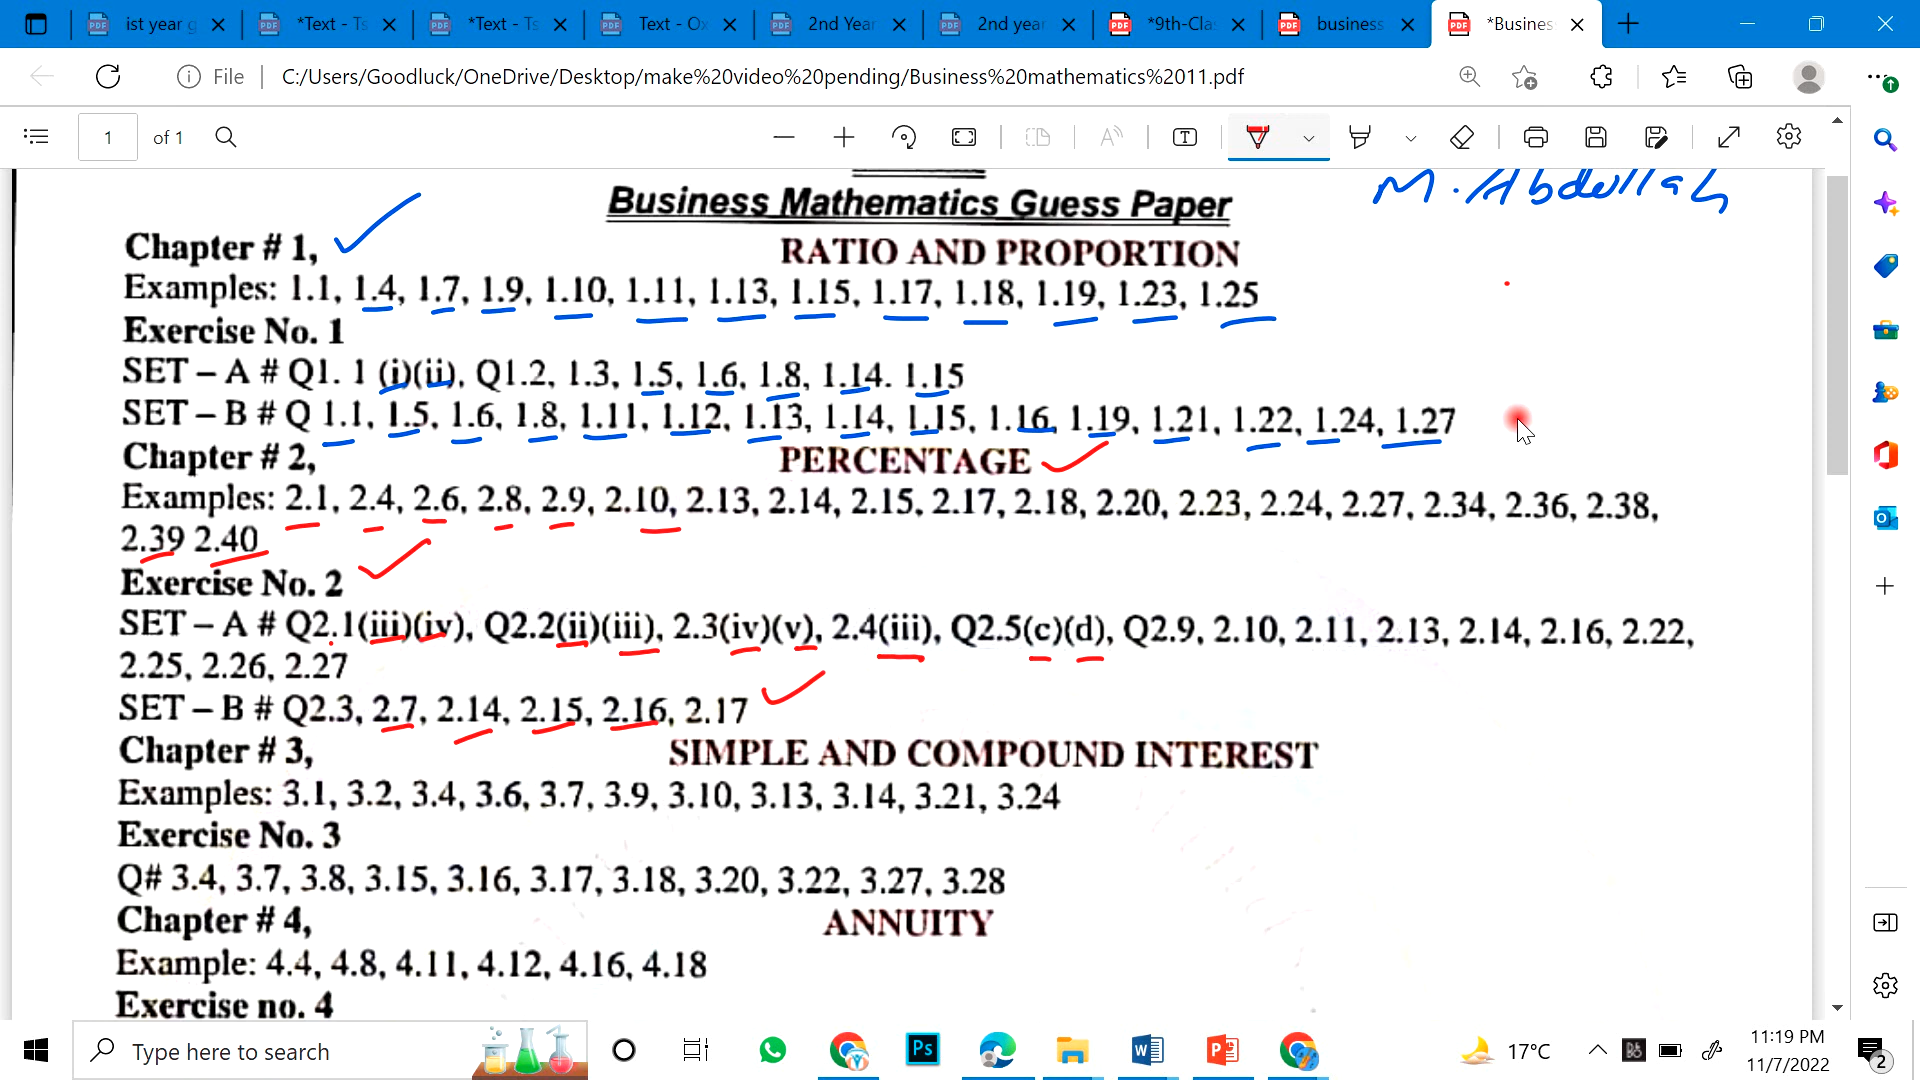 ist year g
*Text - Ts
*Text - Ts
Text - Ox
2nd Year
2nd year
*9th-Clas
business
*Busines
File
C:/Users/Goodluck/OneDrive/Desktop/make%20video%20pending/Business%20mathematics%2011.pdf
1 of 1
M. Abdullah
Business Mathematics Guess Paper
Chapter # 1, RATIO AND PROPORTION
Examples: 1.1, 1.4, 1.7, 1.9, 1.10, 1.11, 1.13, 1.15, 1.17, 1.18, 1.19, 1.23, 1.25
Exercise No. 1
SET – A # Q1. 1 (i)(ii), Q1.2, 1.3, 1.5, 1.6, 1.8, 1.14. 1.15
SET – B # Q 1.1, 1.5, 1.6, 1.8, 1.11, 1.12, 1.13, 1.14, 1.15, 1.16, 1.19, 1.21, 1.22, 1.24, 1.27
Chapter # 2, PERCENTAGE
Examples: 2.1, 2.4, 2.6, 2.8, 2.9, 2.10, 2.13, 2.14, 2.15, 2.17, 2.18, 2.20, 2.23, 2.24, 2.27, 2.34, 2.36, 2.38,
2.39 2.40
Exercise No. 2
SET – A # Q2.1(iii)(iv), Q2.2(ii)(iii), 2.3(iv)(v), 2.4(iii), Q2.5(c)(d), Q2.9, 2.10, 2.11, 2.13, 2.14, 2.16, 2.22,
2.25, 2.26, 2.27
SET – B # Q2.3, 2.7, 2.14, 2.15, 2.16, 2.17
Chapter # 3, SIMPLE AND COMPOUND INTEREST
Examples: 3.1, 3.2, 3.4, 3.6, 3.7, 3.9, 3.10, 3.13, 3.14, 3.21, 3.24
Exercise No. 3
Q# 3.4, 3.7, 3.8, 3.15, 3.16, 3.17, 3.18, 3.20, 3.22, 3.27, 3.28
Chapter # 4, ANNUITY
Example: 4.4, 4.8, 4.11, 4.12, 4.16, 4.18
Exercise no. 4
Type here to search
17°C
11:19 PM
11/7/2022
2